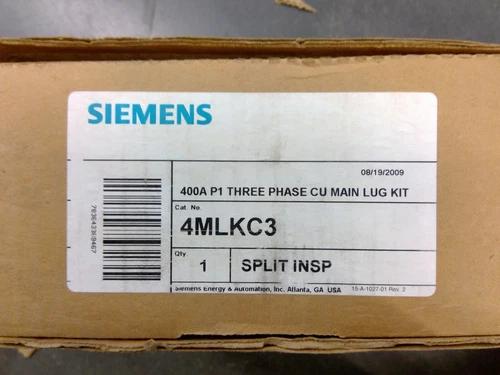 SIEMENS
08/19/2009
400A P1 THREE PHASE CU MAIN LUG KIT
Cat. No.
4MLKC3
Qty
1 SPLIT INSP
Siemens Energy & Automation, Inc. Atlanta, GA USA 15-A-1027-01 Rev. 2